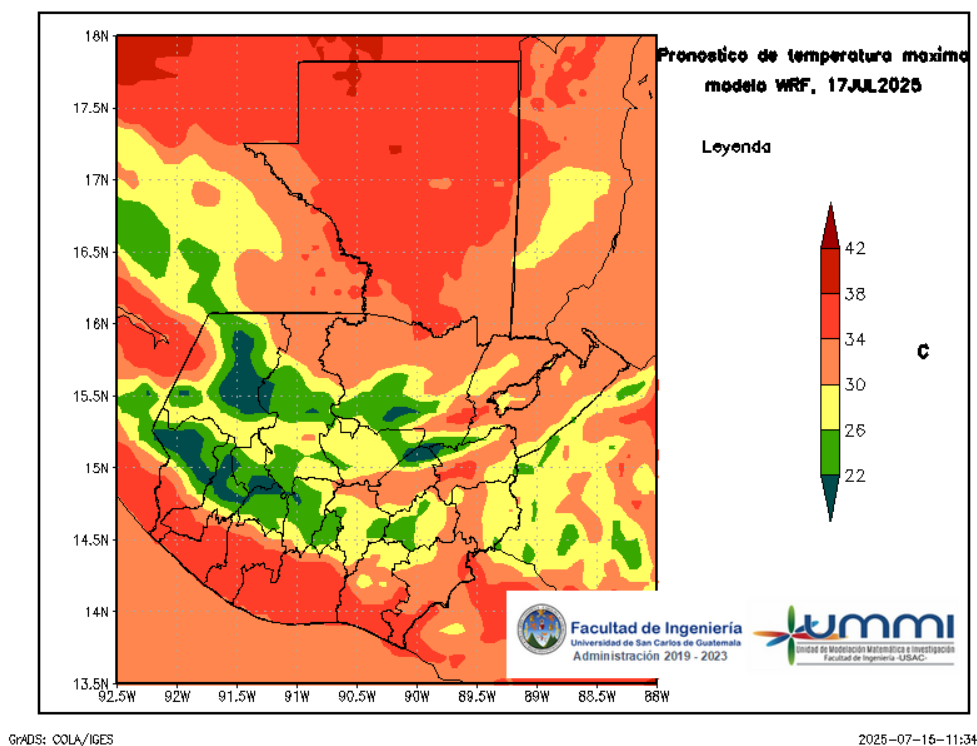 Pronostico de temperatura maxima
modelo WRF, 17JUL2025
Leyenda
42
38
34
30
26
22
C
18N
17.5N
17N
16.5N
16N
15.5N
15N
14.5N
14N
13.5N
92.5W 92W 91.5W 91W 90.5W 90W 89.5W 89W 88.5W 88W
Facultad de Ingeniería
Universidad de San Carlos de Guatemala
Administración 2019 - 2023
ummi
Unidad de Modelación Matemática e Investigación
Facultad de Ingeniería -USAC-
GrADS: COLA/IGES
2025-07-15-11:34